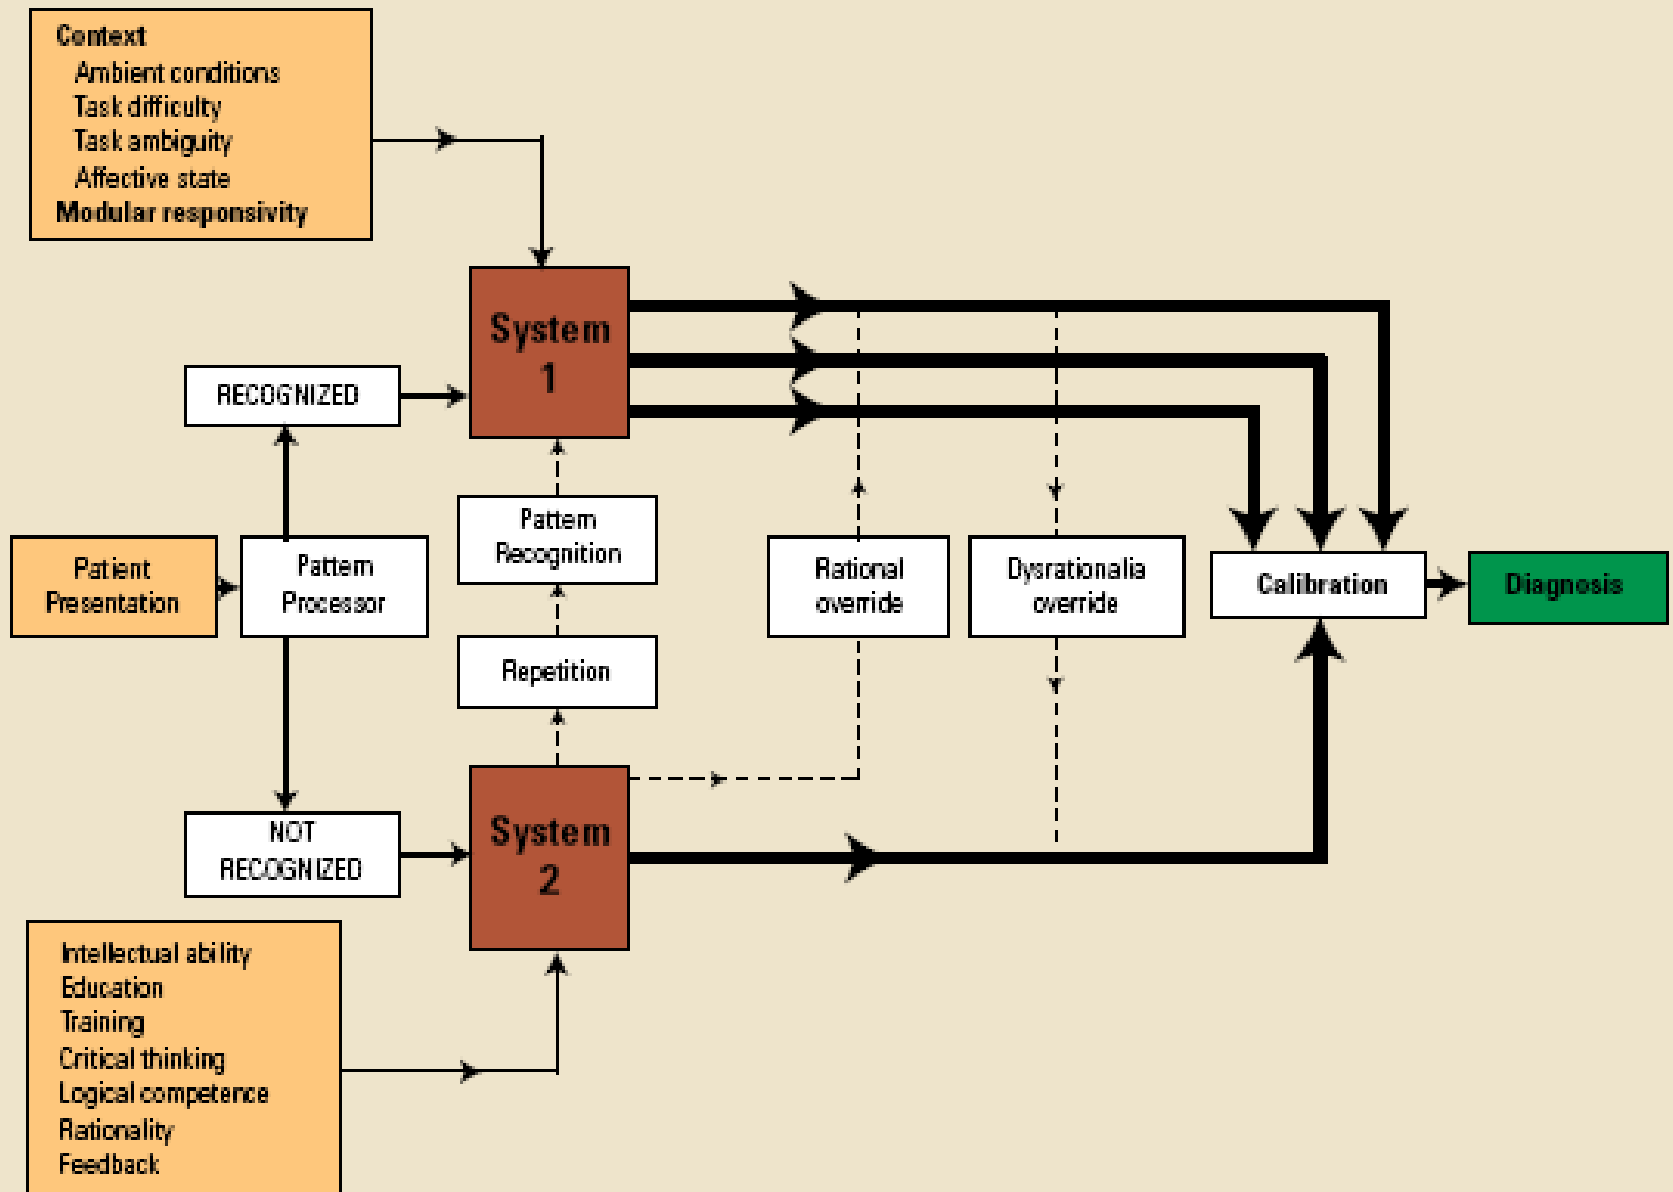 Context
Ambient conditions
Task difficulty
Task ambiguity
Affective state
Modular responsivity
System
1
RECOGNIZED
Pattern
Recognition
Patient
Presentation
Pattern
Processor
Rational
override
Dysrationalia
override
Calibration
Diagnosis
Repetition
NOT
RECOGNIZED
System
2
Intellectual ability
Education
Training
Critical thinking
Logical competence
Rationality
Feedback